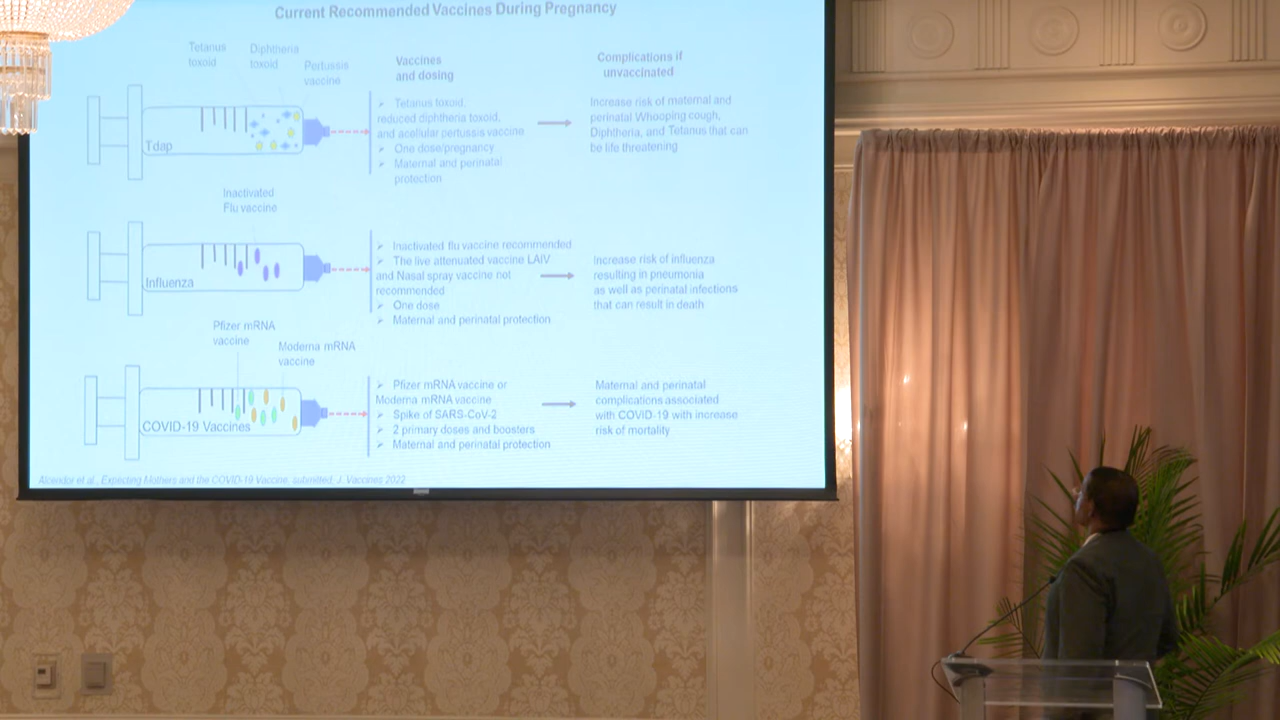 Current Recommended Vaccines During Pregnancy
Tetanus
toxoid
Diphtheria
toxoid
Pertussis
vaccine
Vaccines
and dosing
Complications if
unvaccinated
Tdap
➢ Tetanus toxoid,
reduced diphtheria toxoid,
and acellular pertussis vaccine
➢ One dose/pregnancy
➢ Maternal and perinatal
protection
Increase risk of maternal and
perinatal Whooping cough,
Diphtheria, and Tetanus that can
be life threatening
Inactivated
Flu vaccine
Influenza
➢ Inactivated flu vaccine recommended
➢ The live attenuated vaccine LAIV
and Nasal spray vaccine not
recommended
➢ One dose
➢ Maternal and perinatal protection
Increase risk of influenza
resulting in pneumonia
as well as perinatal infections
that can result in death
Pfizer mRNA
vaccine
Moderna mRNA
vaccine
COVID-19 Vaccines
➢ Pfizer mRNA vaccine or
Moderna mRNA vaccine
➢ Spike of SARS-CoV-2
➢ 2 primary doses and boosters
➢ Maternal and perinatal protection
Maternal and perinatal
complications associated
with COVID-19 with increase
risk of mortality
Alcendor et al., Expecting Mothers and the COVID-19 Vaccine, submitted, J. Vaccines 2022